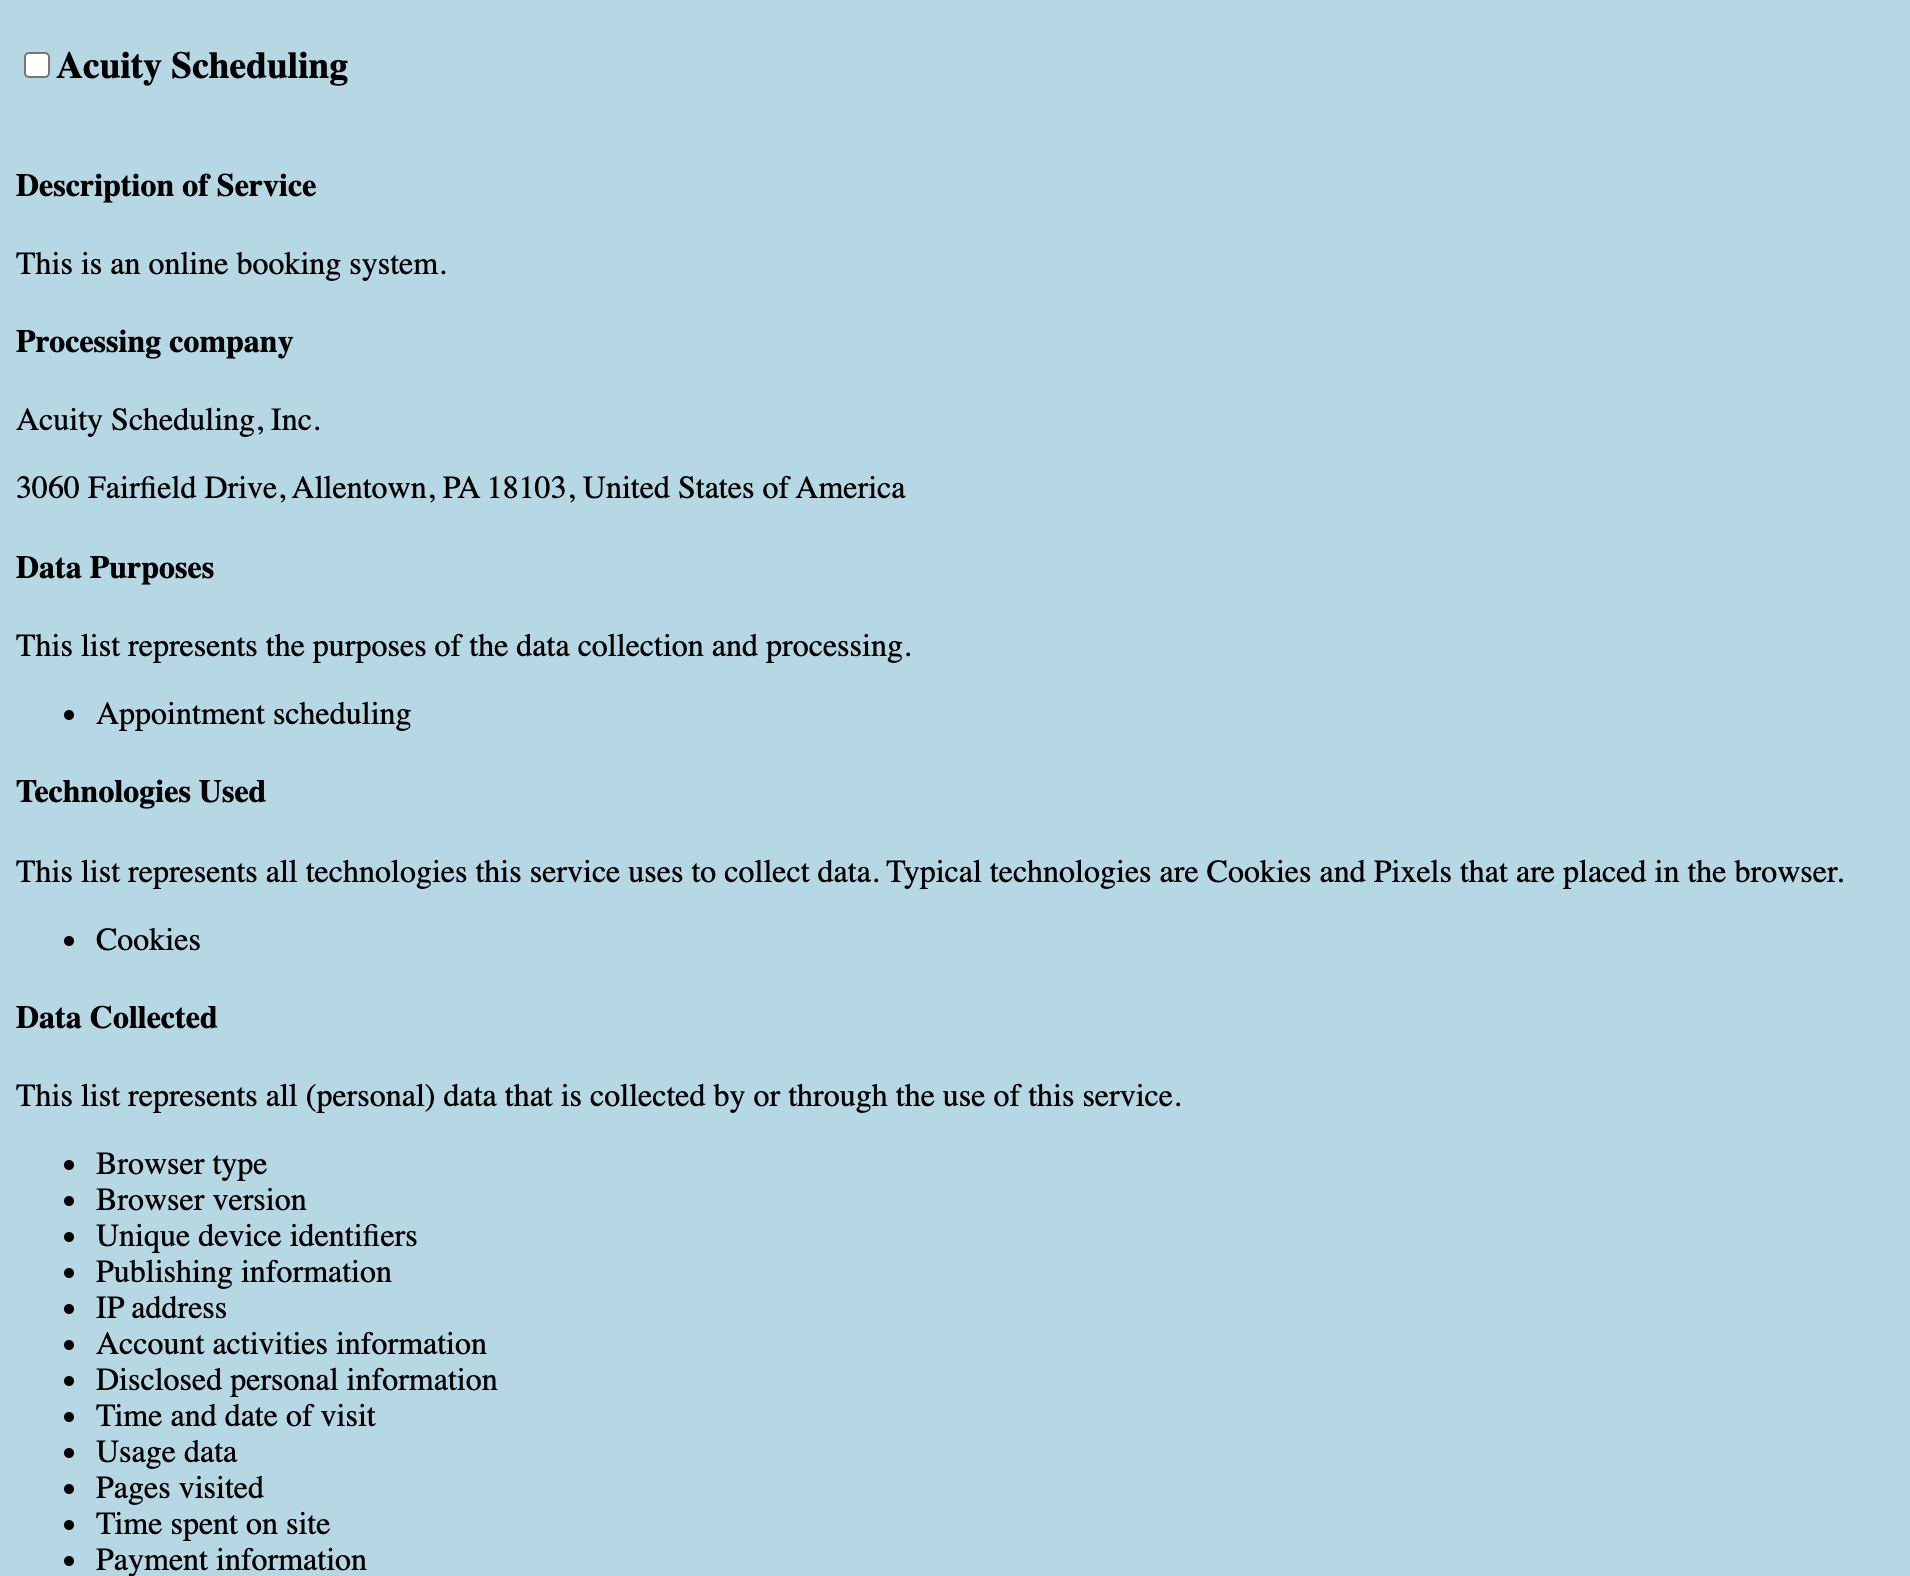 Acuity Scheduling
Description of Service
This is an online booking system.
Processing company
Acuity Scheduling, Inc.
3060 Fairfield Drive, Allentown, PA 18103, United States of America
Data Purposes
This list represents the purposes of the data collection and processing.
• Appointment scheduling
Technologies Used
This list represents all technologies this service uses to collect data. Typical technologies are Cookies and Pixels that are placed in the browser.
• Cookies
Data Collected
This list represents all (personal) data that is collected by or through the use of this service.
• Browser type
• Browser version
• Unique device identifiers
• Publishing information
• IP address
• Account activities information
• Disclosed personal information
• Time and date of visit
• Usage data
• Pages visited
• Time spent on site
• Payment information